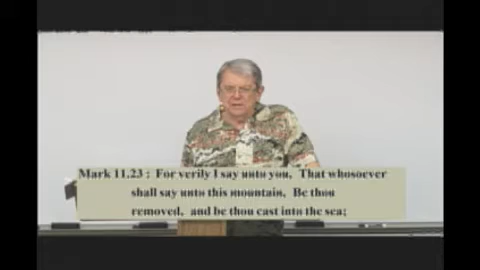 Mark 11,23 : For verily I say unto you, That whosoever
shall say unto this mountain, Be thou
removed, and be thou cast into the sea;